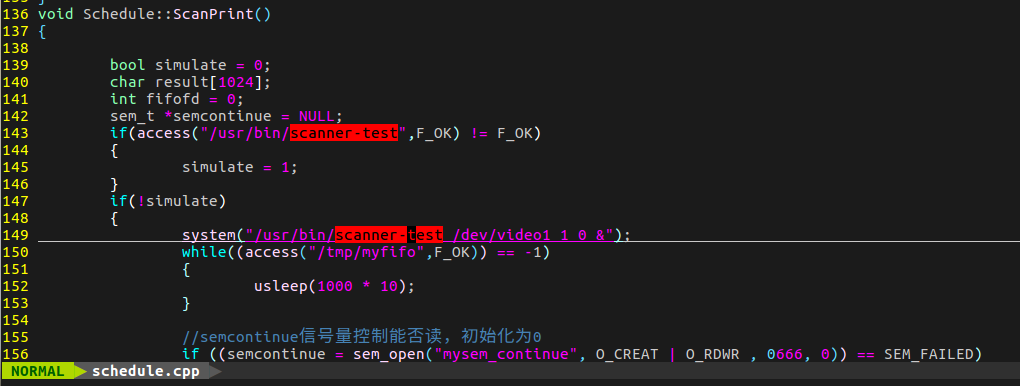 135 }
136 void Schedule::ScanPrint()
137 {
138
139 bool simulate = 0;
140 char result[1024];
141 int fifofd = 0;
142 sem_t *semcontinue = NULL;
143 if(access("/usr/bin/scanner-test",F_OK) != F_OK)
144 {
145 simulate = 1;
146 }
147 if(!simulate)
148 {
149 system("/usr/bin/scanner-test /dev/video1 1 0 &");
150 while((access("/tmp/myfifo",F_OK)) == -1)
151 {
152 usleep(1000 * 10);
153 }
154
155 //semcontinue信号量控制能否读，初始化为0
156 if ((semcontinue = sem_open("mysem_continue", O_CREAT | O_RDWR , 0666, 0)) == SEM_FAILED)
NORMAL schedule.cpp